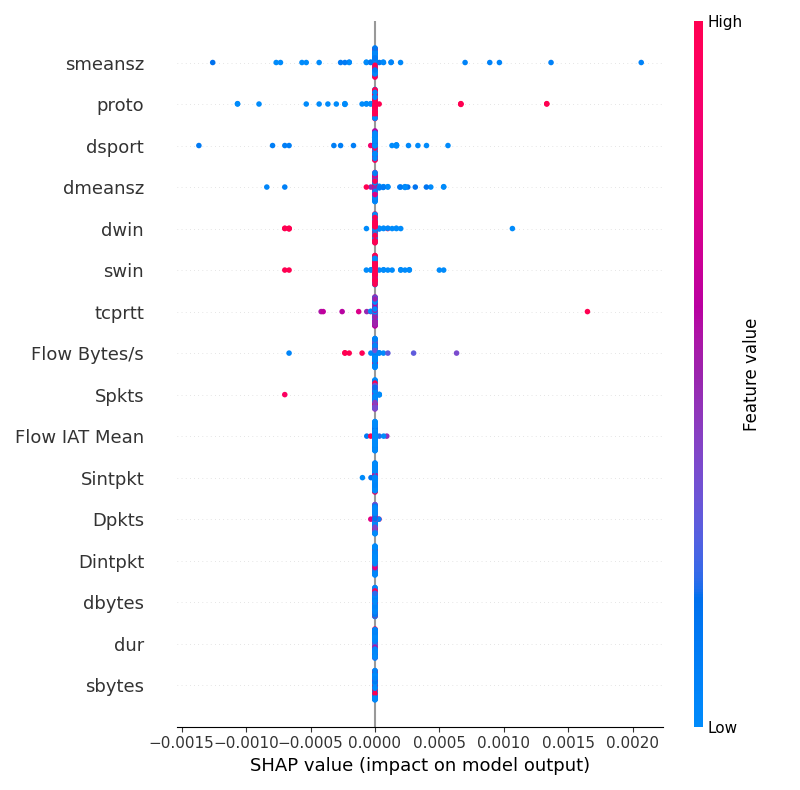 High
smeansz
proto
dsport
dmeansz
dwin
swin
tcprtt
Flow Bytes/s
Spkts
Flow IAT Mean
Sintpkt
Dpkts
Dintpkt
dbytes
dur
sbytes
Feature value
Low
−0.0015 −0.0010 −0.0005 0.0000 0.0005 0.0010 0.0015 0.0020
SHAP value (impact on model output)